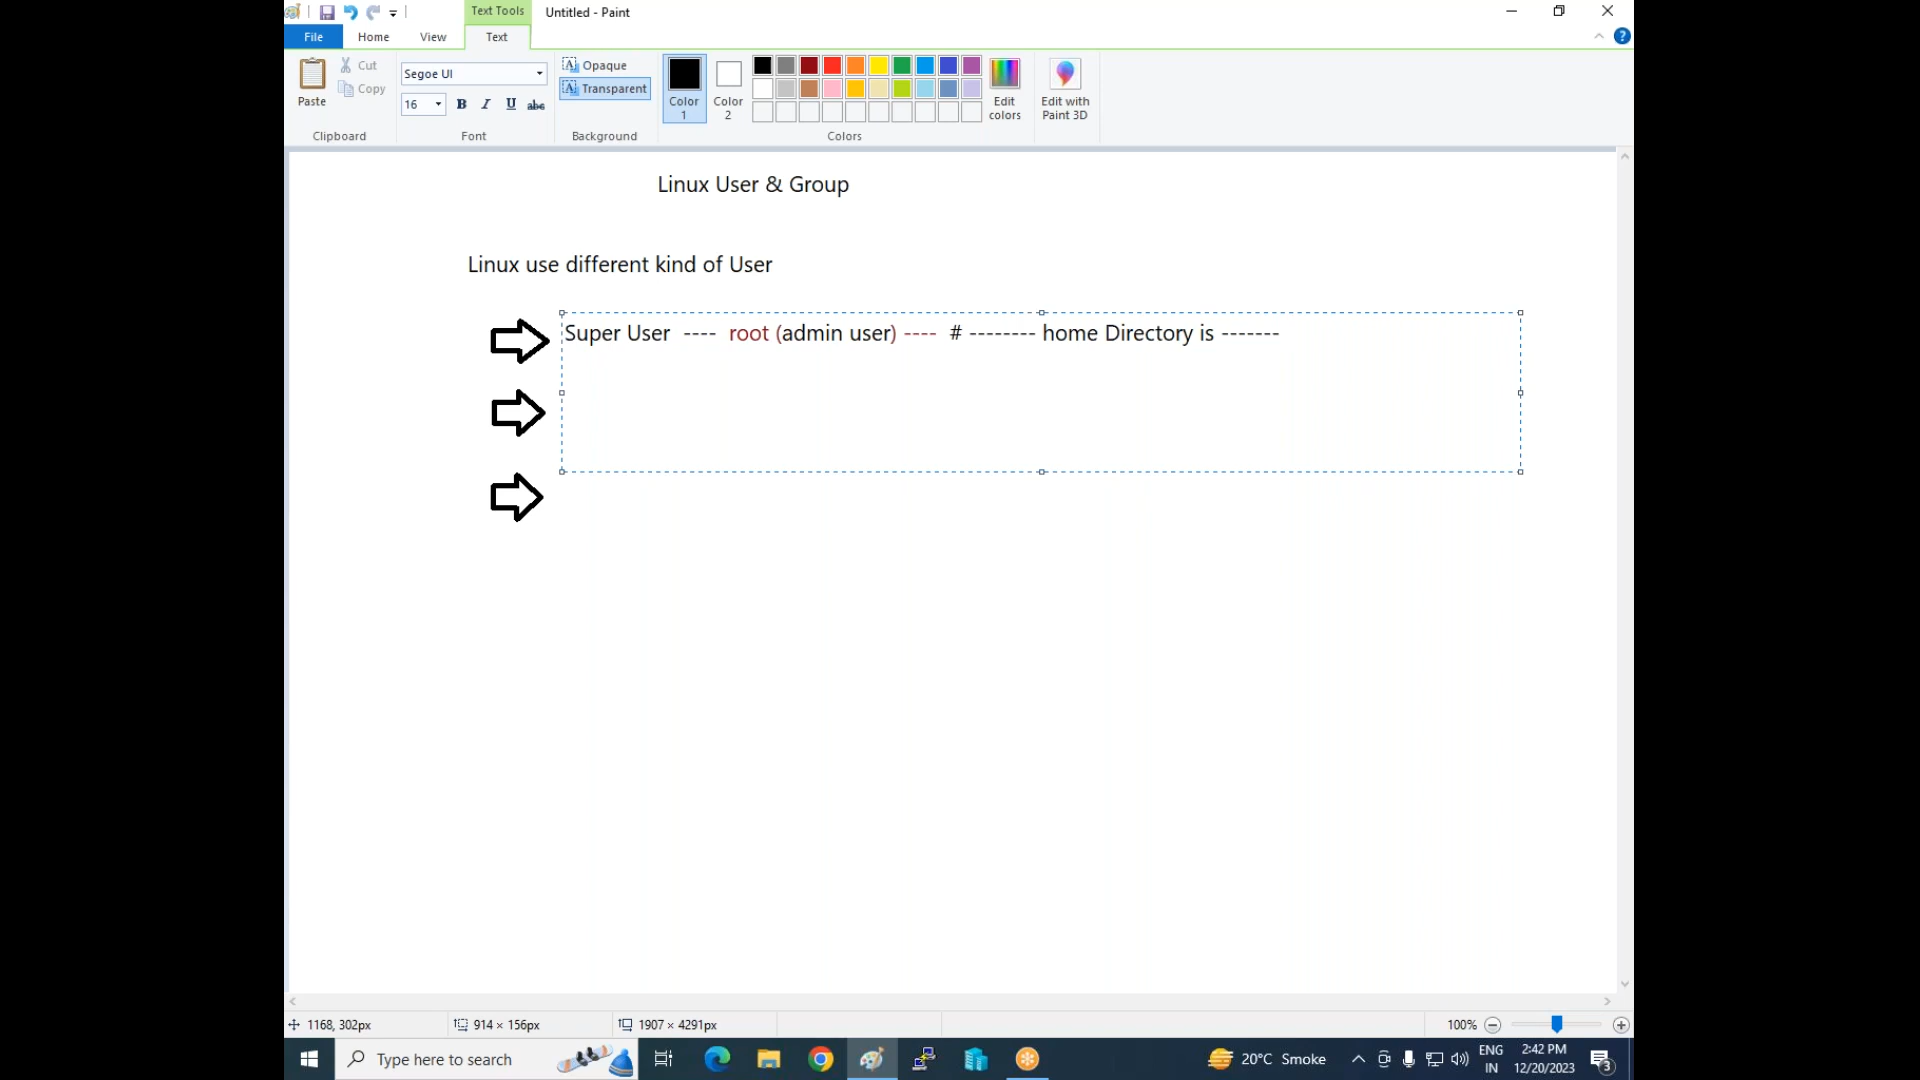 Text Tools Untitled - Paint
File Home View Text
Paste Cut Copy Clipboard
Segoe UI
16 B I U abc
Font
Opaque
Transparent
Background
Color 1 Color 2
Colors
Edit colors
Edit with Paint 3D
Linux User & Group
Linux use different kind of User
Super User ---- root (admin user) ---- # -------- home Directory is -------
1168, 302px 914 × 156px 1907 × 4291px 100%
Type here to search 20°C Smoke ENG IN 2:42 PM 12/20/2023 3